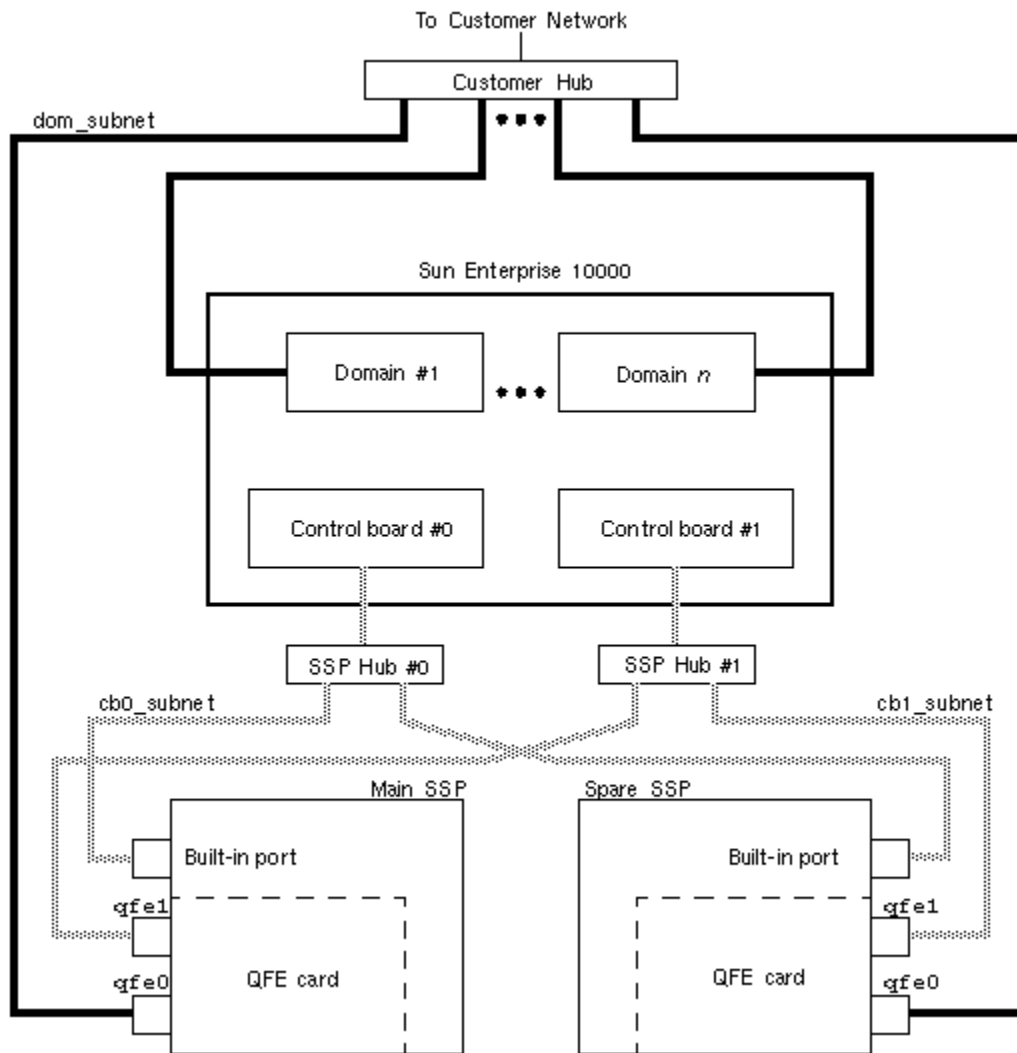 To Customer Network
Customer Hub
dom_subnet
Sun Enterprise 10000
Domain #1
Domain n
Control board #0
Control board #1
SSP Hub #0
SSP Hub #1
cb0_subnet
cb1_subnet
Main SSP
Spare SSP
Built-in port
Built-in port
qfe1
qfe1
QFE card
QFE card
qfe0
qfe0